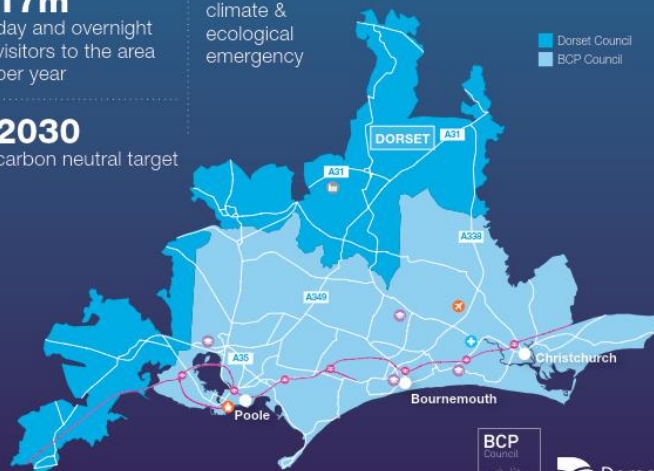 17m
day and overnight
visitors to the area
per year
climate &
ecological
emergency
2030
carbon neutral target
Dorset Council
BCP Council
DORSET
A31
A31
A338
A349
A35
Christchurch
Bournemouth
Poole
BCP
Council